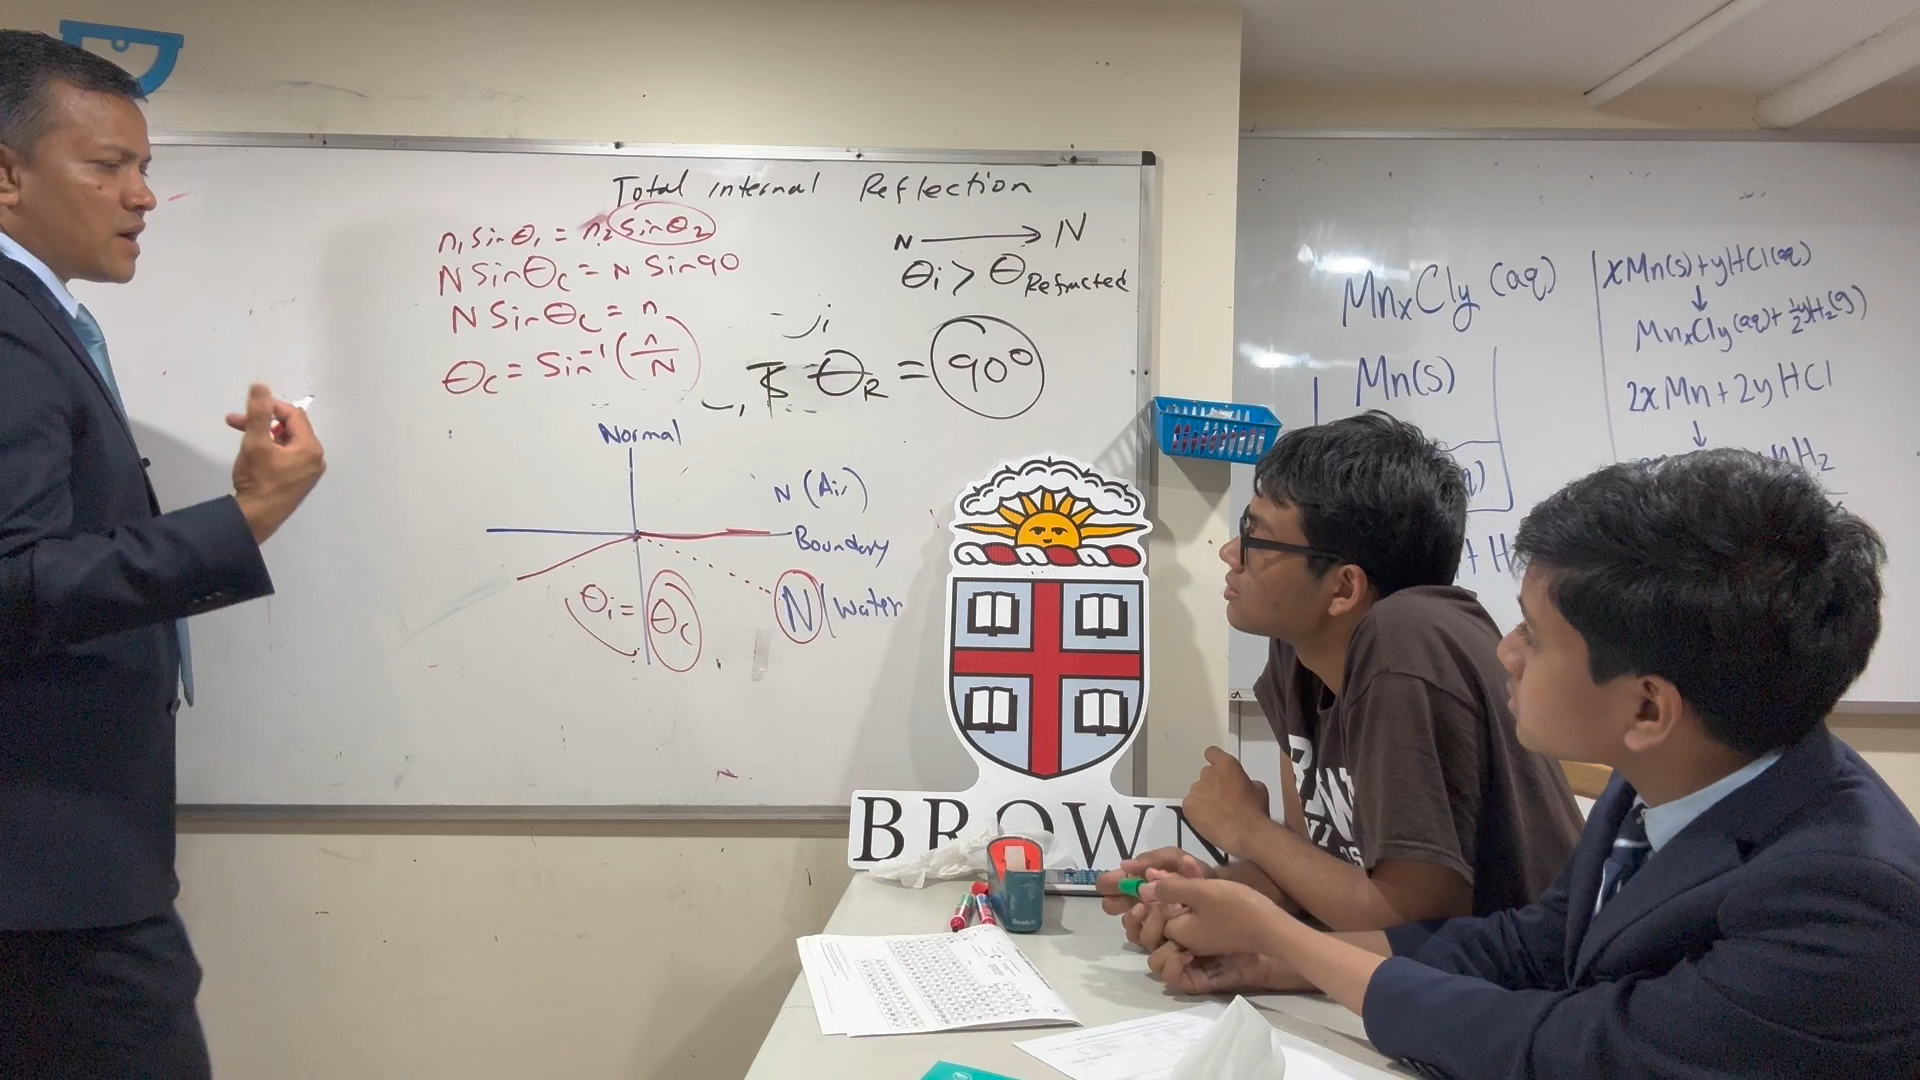 Total internal Reflection
n₁ sin θ₁ = n₂ sin θ₂
N sin θc = n sin 90
N sin θc = n
θc = sin⁻¹ (n/N)
n → N
θi > θRefracted
θR = 90°
Normal
n (Air)
Boundary
θi = θc
N (water
BROWN
MnxCly (aq)
Mn(s)
xMn(s) + yHCl(aq)
↓
MnxCly (aq) + ½yH₂(g)
2x Mn + 2y HCl
↓
H₂